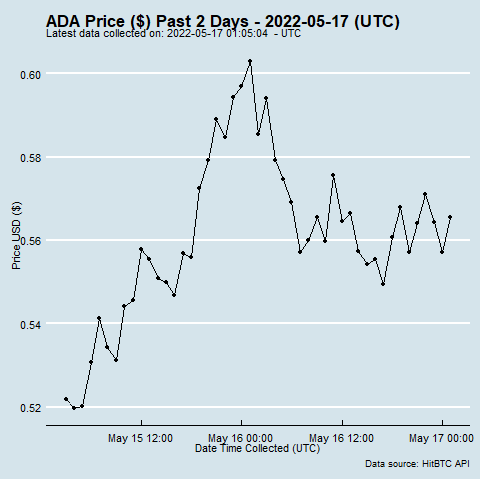 ADA Price ($) Past 2 Days - 2022-05-17 (UTC)
Latest data collected on: 2022-05-17 01:05:04 - UTC
0.60
0.58
0.56
0.54
0.52
Price USD ($)
May 15 12:00 May 16 00:00 May 16 12:00 May 17 00:00
Date Time Collected (UTC)
Data source: HitBTC API